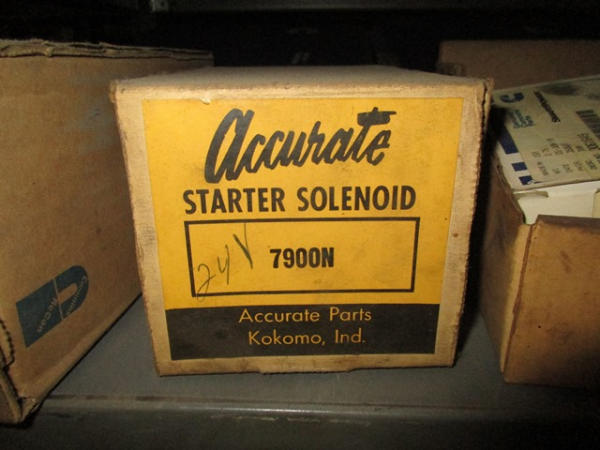 Accurate
STARTER SOLENOID
24V
7900N
Accurate Parts
Kokomo, Ind.